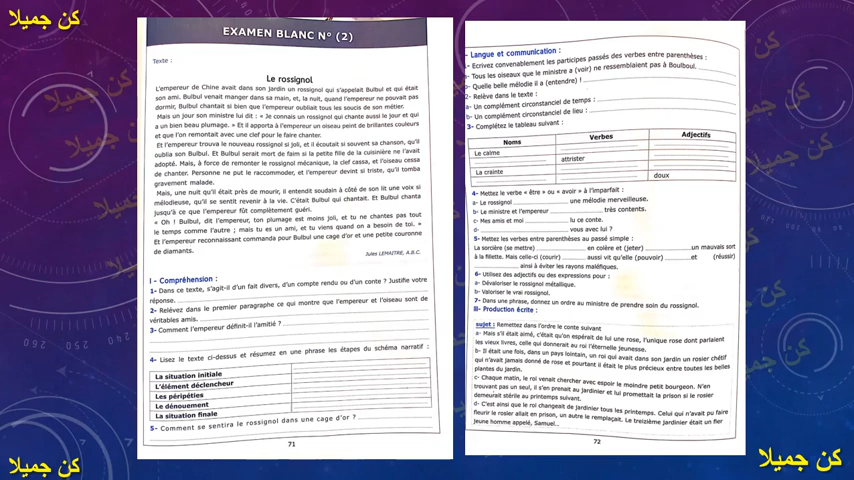 كن جميلا
EXAMEN BLANC N° (2)
Texte :
Le rossignol
L'empereur de Chine avait dans son jardin un rossignol qui s'appelait Bulbul et qui était
son ami. Bulbul venait manger dans sa main, et, la nuit, quand l'empereur ne pouvait pas
dormir, Bulbul chantait si bien que l'empereur oubliait tous les soucis de son métier.
Mais un jour son ministre lui dit : « Je connais un rossignol qui chante aussi le jour et qui
a un bien beau plumage. » Et il apporta à l'empereur un oiseau peint de brillantes couleurs
et que l'on remontait avec une clef pour le faire chanter.
Et l'empereur trouva le nouveau rossignol si joli, et il écoutait si souvent sa chanson, qu'il
oublia son Bulbul. Et Bulbul serait mort de faim si la petite fille de la cuisinière ne l'avait
adopté. Mais, à force de remonter le rossignol mécanique, la clef cassa, et l'oiseau cessa
de chanter. Personne ne put le raccommoder, et l'empereur devint si triste, qu'il tomba
gravement malade.
Mais, une nuit qu'il était près de mourir, il entendit soudain à côté de son lit une voix si
mélodieuse, qu'il se sentit revenir à la vie. C'était Bulbul qui chantait. Et Bulbul chanta
jusqu'à ce que l'empereur fût complètement guéri.
« Oh ! Bulbul, dit l'empereur, ton plumage est moins joli, et tu ne chantes pas tout
le temps comme l'autre ; mais tu es un ami, et tu viens quand on a besoin de toi. »
Et l'empereur reconnaissant commanda pour Bulbul une cage d'or et une petite couronne
de diamants.
Jules LEMAITRE, A.B.C.
I - Compréhension :
1- Dans ce texte, s'agit-il d'un fait divers, d'un compte rendu ou d'un conte ? Justifie votre
réponse.
2- Relévez dans le premier paragraphe ce qui montre que l'empereur et l'oiseau sont de
véritables amis.
3- Comment l'empereur définit-il l'amitié ?
4- Lisez le texte ci-dessus et résumez en une phrase les étapes du schéma narratif :
La situation initiale
L'élément déclencheur
Les péripéties
Le dénouement
La situation finale
5- Comment se sentira le rossignol dans une cage d'or ?
71
- Langue et communication :
- Ecrivez convenablement les participes passés des verbes entre parenthèses :
- Tous les oiseaux que le ministre a (voir) ne ressemblaient pas à Boulboul.
- Quelle belle mélodie il a (entendre) !
2- Relève dans le texte :
a- Un complément circonstanciel de temps :
b- Un complément circonstanciel de lieu :
3- Complétez le tableau suivant :
Noms Verbes Adjectifs
Le calme
attrister
La crainte
doux
4- Mettez le verbe « être » ou « avoir » à l'imparfait :
a- Le rossignol une mélodie merveilleuse.
b- Le ministre et l'empereur très contents.
c- Mes amis et moi lu ce conte.
d- vous avec lui ?
5- Mettez les verbes entre parenthèses au passé simple :
La sorcière (se mettre) en colère et (jeter) un mauvais sort
à la fillette. Mais celle-ci (courir) aussi vit qu'elle (pouvoir) et (réussir)
ainsi à éviter les rayons maléfiques.
6- Utilisez des adjectifs ou des expressions pour :
a- Dévaloriser le rossignol métallique.
b- Valoriser le vrai rossignol.
7- Dans une phrase, donnez un ordre au ministre de prendre soin du rossignol.
III- Production écrite :
sujet : Remettez dans l'ordre le conte suivant
a- Mais s'il était aimé, c'était qu'on espérait de lui une rose, l'unique rose dont parlaient
les vieux livres, celle qui donnerait au roi l'éternelle jeunesse.
b- Il était une fois, dans un pays lointain, un roi qui avait dans son jardin un rosier chétif
qui n'avait jamais donné de rose et pourtant il était le plus précieux entre toutes les belles
plantes du jardin.
c- Chaque matin, le roi venait chercher avec espoir le moindre petit bourgeon. N'en
trouvant pas un seul, il s'en prenait au jardinier et lui promettait la prison si le rosier
demeurait stérile au printemps suivant.
d- C'est ainsi que le roi changeait de jardinier tous les printemps. Celui qui n'avait pu faire
fleurir le rosier allait en prison, un autre le remplaçait. Le treizième jardinier était un fier
jeune homme appelé, Samuel...
72
كن جميلا
كن جميلا
كن جميلا
كن جميلا
كن جميلا